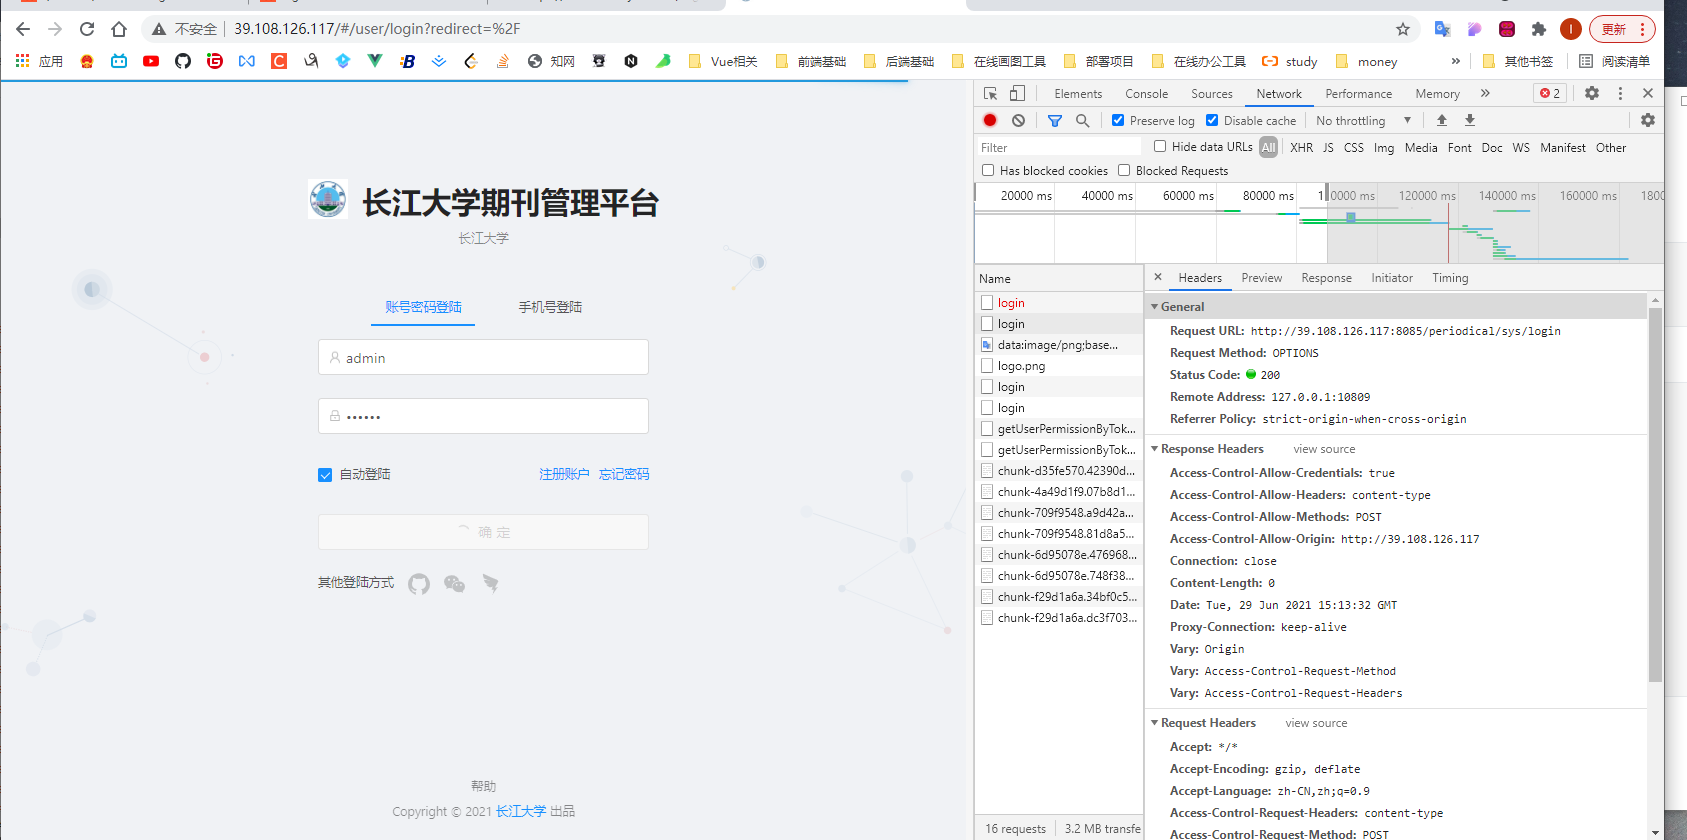 不安全 39.108.126.117/#/user/login?redirect=%2F 更新
应用 知网 Vue相关 前端基础 后端基础 在线画图工具 部署项目 在线办公工具 study money » 其他书签 阅读清单
长江大学期刊管理平台
长江大学
账号密码登陆 手机号登陆
admin
••••••
自动登陆 注册账户 忘记密码
确 定
其他登陆方式
帮助
Copyright © 2021 长江大学 出品
Elements Console Sources Network Performance Memory » 2
Preserve log Disable cache No throttling
Filter Hide data URLs All XHR JS CSS Img Media Font Doc WS Manifest Other
Has blocked cookies Blocked Requests
20000 ms 40000 ms 60000 ms 80000 ms 1 0000 ms 120000 ms 140000 ms 160000 ms 1800
Name
login
login
data:image/png;base...
logo.png
login
login
getUserPermissionByTok...
getUserPermissionByTok...
chunk-d35fe570.42390d...
chunk-4a49d1f9.07b8d1...
chunk-709f9548.a9d42a...
chunk-709f9548.81d8a5...
chunk-6d95078e.476968...
chunk-6d95078e.748f38...
chunk-f29d1a6a.34bf0c5...
chunk-f29d1a6a.dc3f703...
16 requests 3.2 MB transfe
Headers Preview Response Initiator Timing
General
Request URL: http://39.108.126.117:8085/periodical/sys/login
Request Method: OPTIONS
Status Code: 200
Remote Address: 127.0.0.1:10809
Referrer Policy: strict-origin-when-cross-origin
Response Headers view source
Access-Control-Allow-Credentials: true
Access-Control-Allow-Headers: content-type
Access-Control-Allow-Methods: POST
Access-Control-Allow-Origin: http://39.108.126.117
Connection: close
Content-Length: 0
Date: Tue, 29 Jun 2021 15:13:32 GMT
Proxy-Connection: keep-alive
Vary: Origin
Vary: Access-Control-Request-Method
Vary: Access-Control-Request-Headers
Request Headers view source
Accept: */*
Accept-Encoding: gzip, deflate
Accept-Language: zh-CN,zh;q=0.9
Access-Control-Request-Headers: content-type
Access-Control-Request-Method: POST